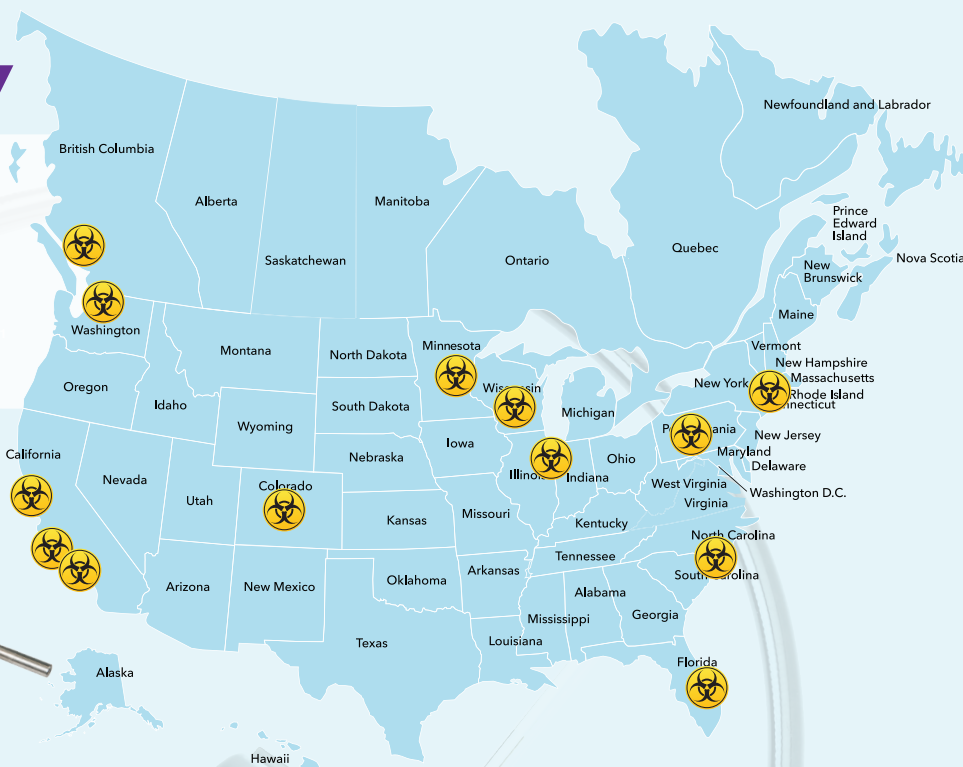 Newfoundland and Labrador
British Columbia
Alberta
Manitoba
Prince
Edward
Island
Quebec
Nova Scotia
Saskatchewan
Ontario
New
Brunswick
Maine
Washington
Minnesota
Vermont
Montana
North Dakota
New Hampshire
Massachusetts
New York
Oregon
Rhode Island
Idaho
South Dakota
Michigan
Wyoming
California
Iowa
New Jersey
Nebraska
Ohio
Maryland
Delaware
Nevada
Indiana
Colorado
West Virginia
Washington D.C.
Utah
Virginia
Missouri
Kansas
Kentucky
North Carolina
Tennessee
Arkansas
Oklahoma
Arizona
New Mexico
Alabama
Georgia
Mississippi
Texas
Louisiana
Florida
Alaska
Hawaii